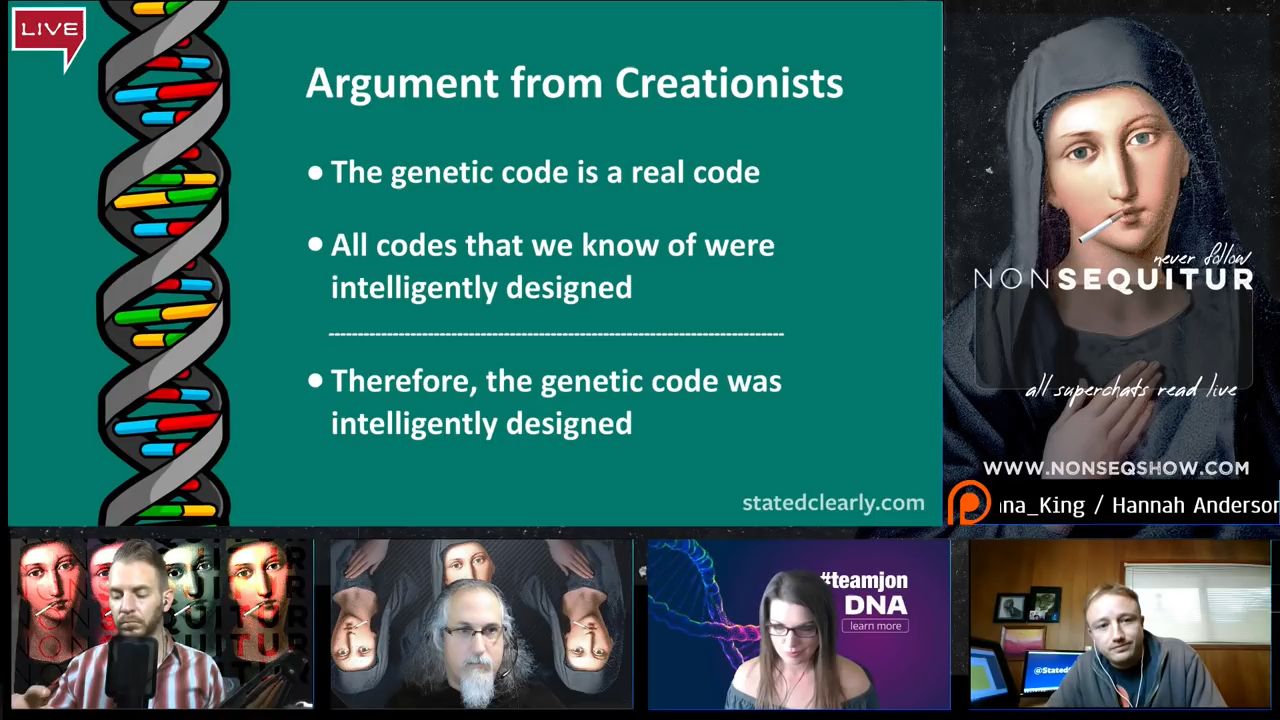 LIVE
Argument from Creationists
• The genetic code is a real code
• All codes that we know of were
intelligently designed
--------------------------------------------------------------------------------
• Therefore, the genetic code was
intelligently designed
statedclearly.com
never follow
NONSEQUITUR
all superchats read live
WWW.NONSEQSHOW.COM
na_King / Hannah Anderson
#teamjon
DNA
learn more